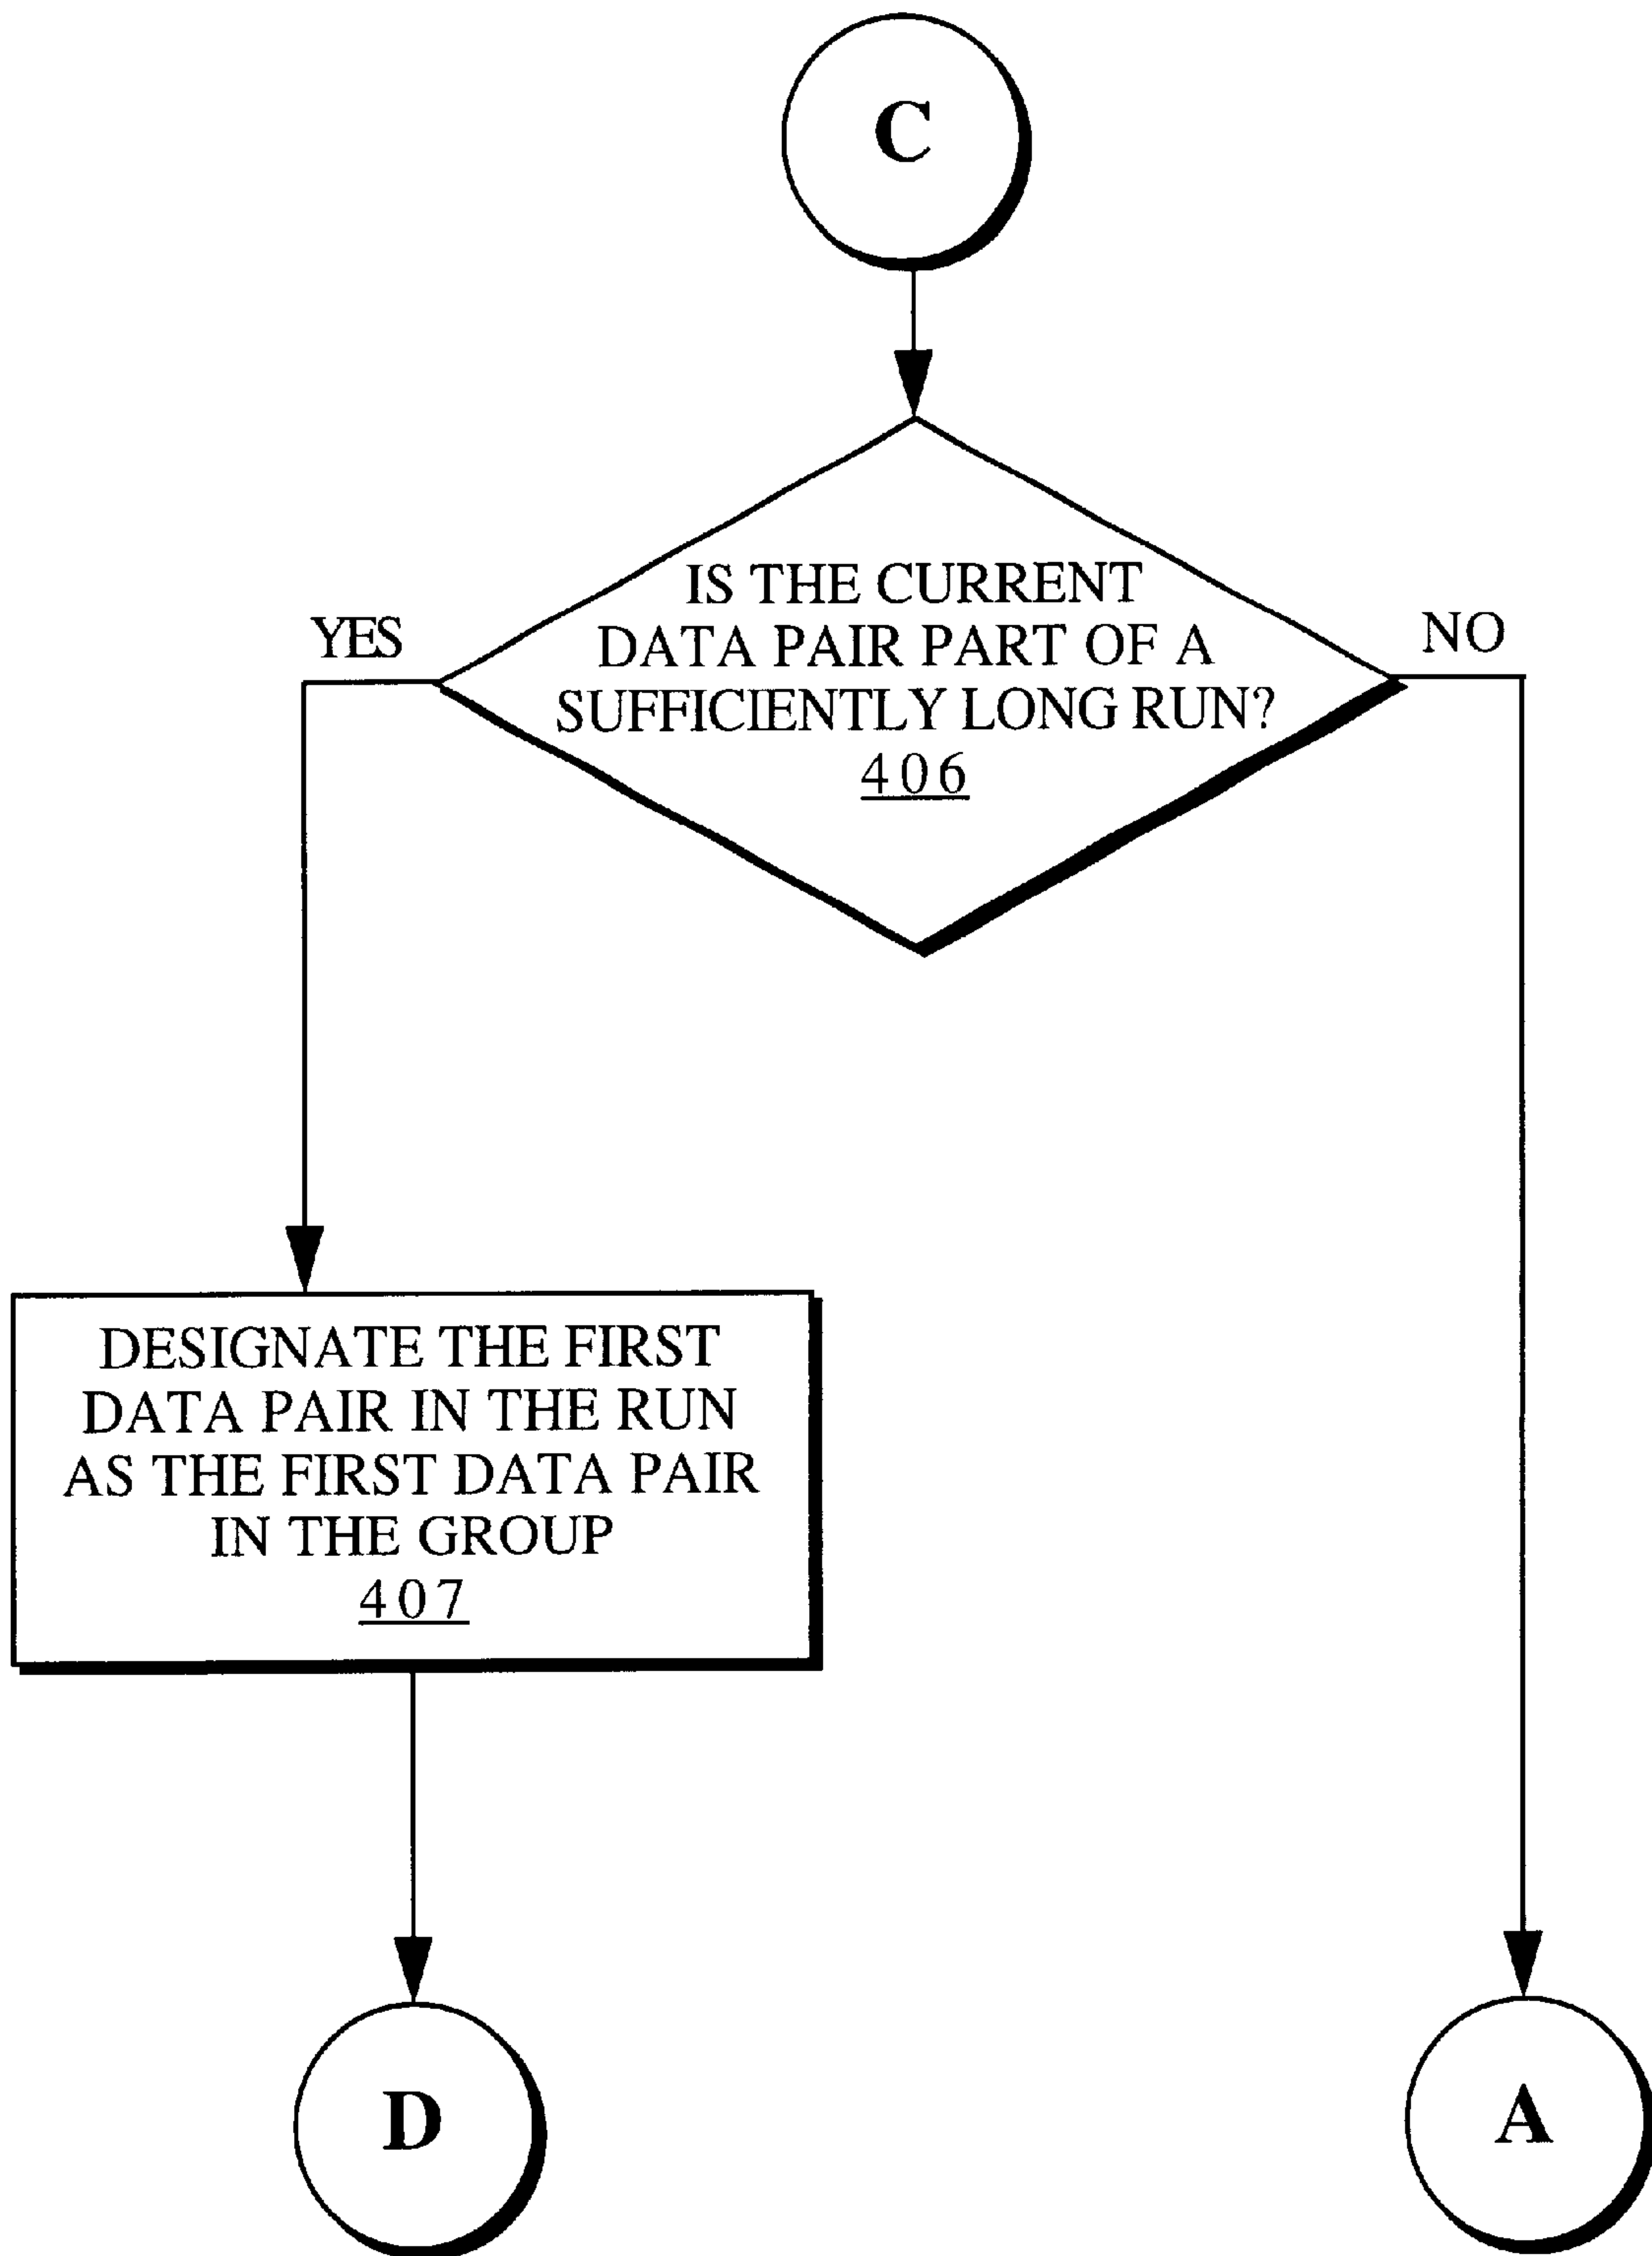 C
IS THE CURRENT
DATA PAIR PART OF A
SUFFICIENTLY LONG RUN?
406
YES
NO
DESIGNATE THE FIRST
DATA PAIR IN THE RUN
AS THE FIRST DATA PAIR
IN THE GROUP
407
D
A